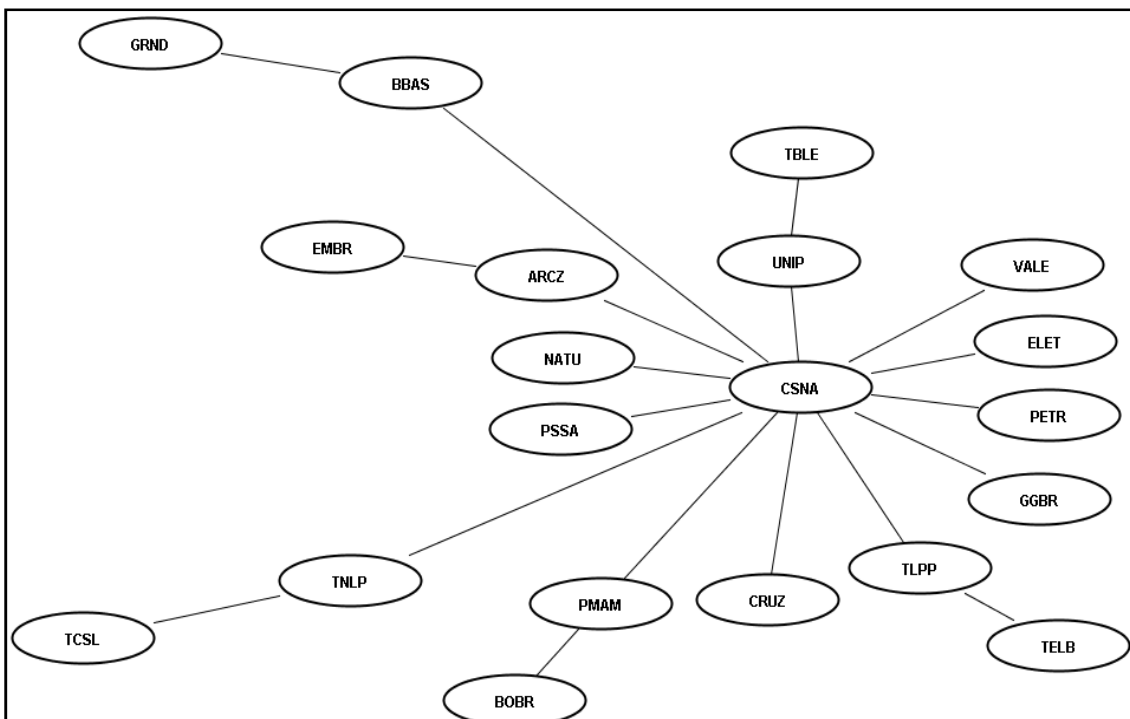 GRND
BBAS
TBLE
EMBR
ARCZ
UNIP
VALE
NATU
CSNA
ELET
PSSA
PETR
GGBR
TNLP
TLPP
PMAM
CRUZ
TCSL
TELB
BOBR